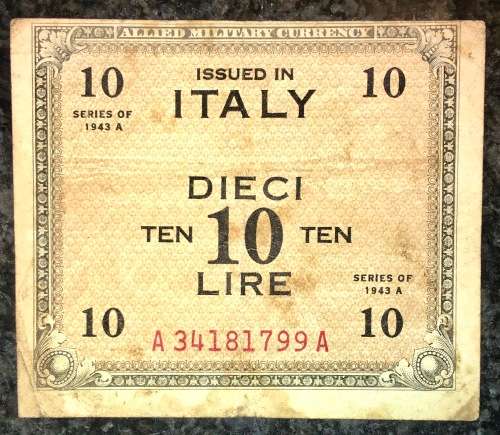 ALLIED MILITARY CURRENCY
10 ISSUED IN 10
ITALY
SERIES OF
1943 A
DIECI
TEN 10 TEN
LIRE
SERIES OF
1943 A
10 A 34181799 A 10